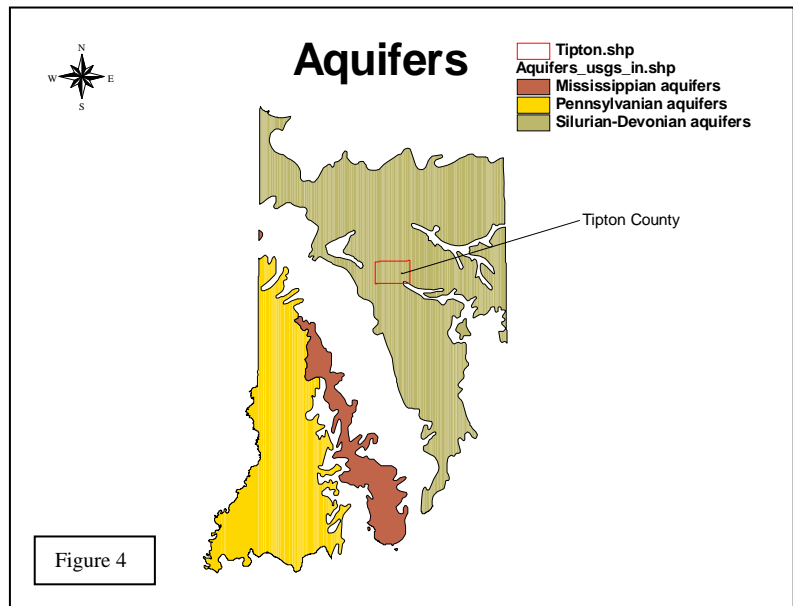 Aquifers
N
W E
S
Tipton.shp
Aquifers_usgs_in.shp
Mississippian aquifers
Pennsylvanian aquifers
Silurian-Devonian aquifers
Tipton County
Figure 4